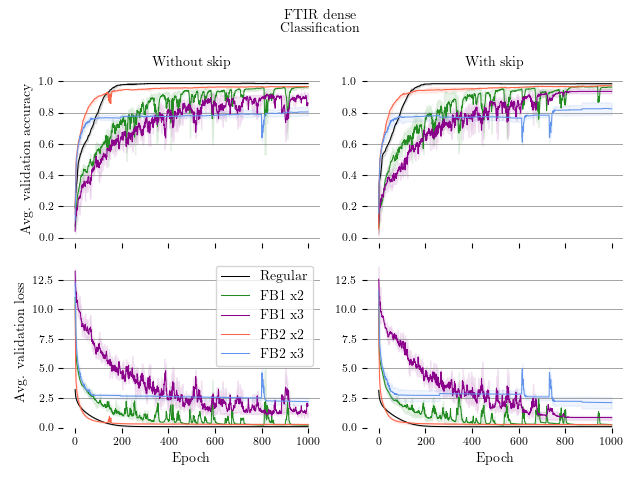 FTIR dense
Classification
Without skip
With skip
Avg. validation accuracy
1.0
0.8
0.6
0.4
0.2
0.0
1.0
0.8
0.6
0.4
0.2
0.0
Avg. validation loss
12.5
10.0
7.5
5.0
2.5
0.0
12.5
10.0
7.5
5.0
2.5
0.0
Regular
FB1 x2
FB1 x3
FB2 x2
FB2 x3
0 200 400 600 800 1000
0 200 400 600 800 1000
Epoch
Epoch